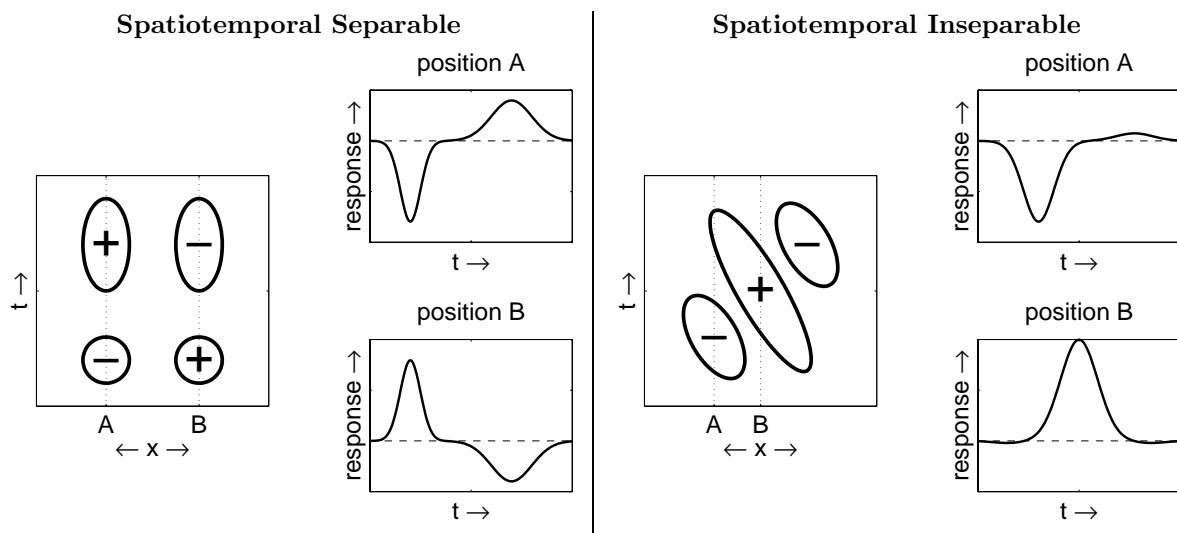 Spatiotemporal Separable
position A
response →
t →
+ −
− +
t →
A B
← x →
position B
response →
t →
Spatiotemporal Inseparable
position A
response →
t →
−
+
−
t →
A B
← x →
position B
response →
t →